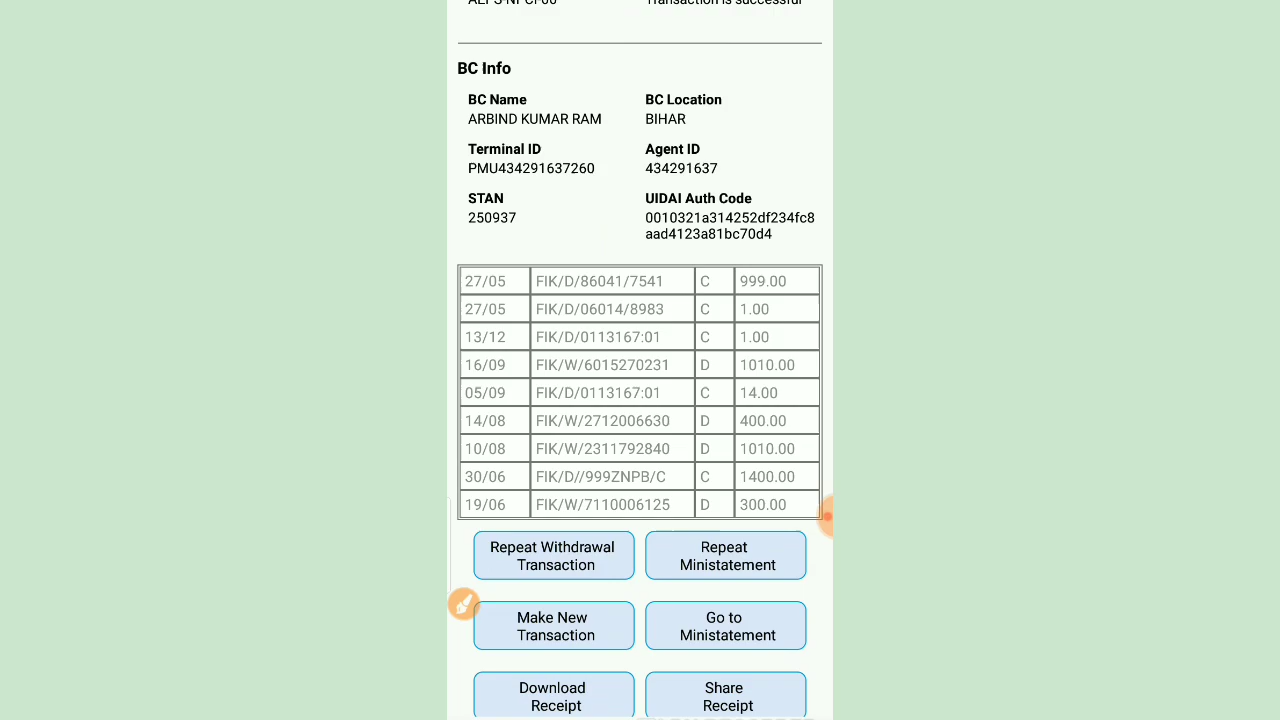 Transaction is successful
BC Info
BC Name BC Location
ARBIND KUMAR RAM BIHAR
Terminal ID Agent ID
PMU434291637260 434291637
STAN UIDAI Auth Code
250937 0010321a314252df234fc8
aad4123a81bc70d4
27/05 FIK/D/86041/7541 C 999.00
27/05 FIK/D/06014/8983 C 1.00
13/12 FIK/D/0113167:01 C 1.00
16/09 FIK/W/6015270231 D 1010.00
05/09 FIK/D/0113167:01 C 14.00
14/08 FIK/W/2712006630 D 400.00
10/08 FIK/W/2311792840 D 1010.00
30/06 FIK/D//999ZNPB/C C 1400.00
19/06 FIK/W/7110006125 D 300.00
Repeat Withdrawal Repeat
Transaction Ministatement
Make New Go to
Transaction Ministatement
Download Share
Receipt Receipt